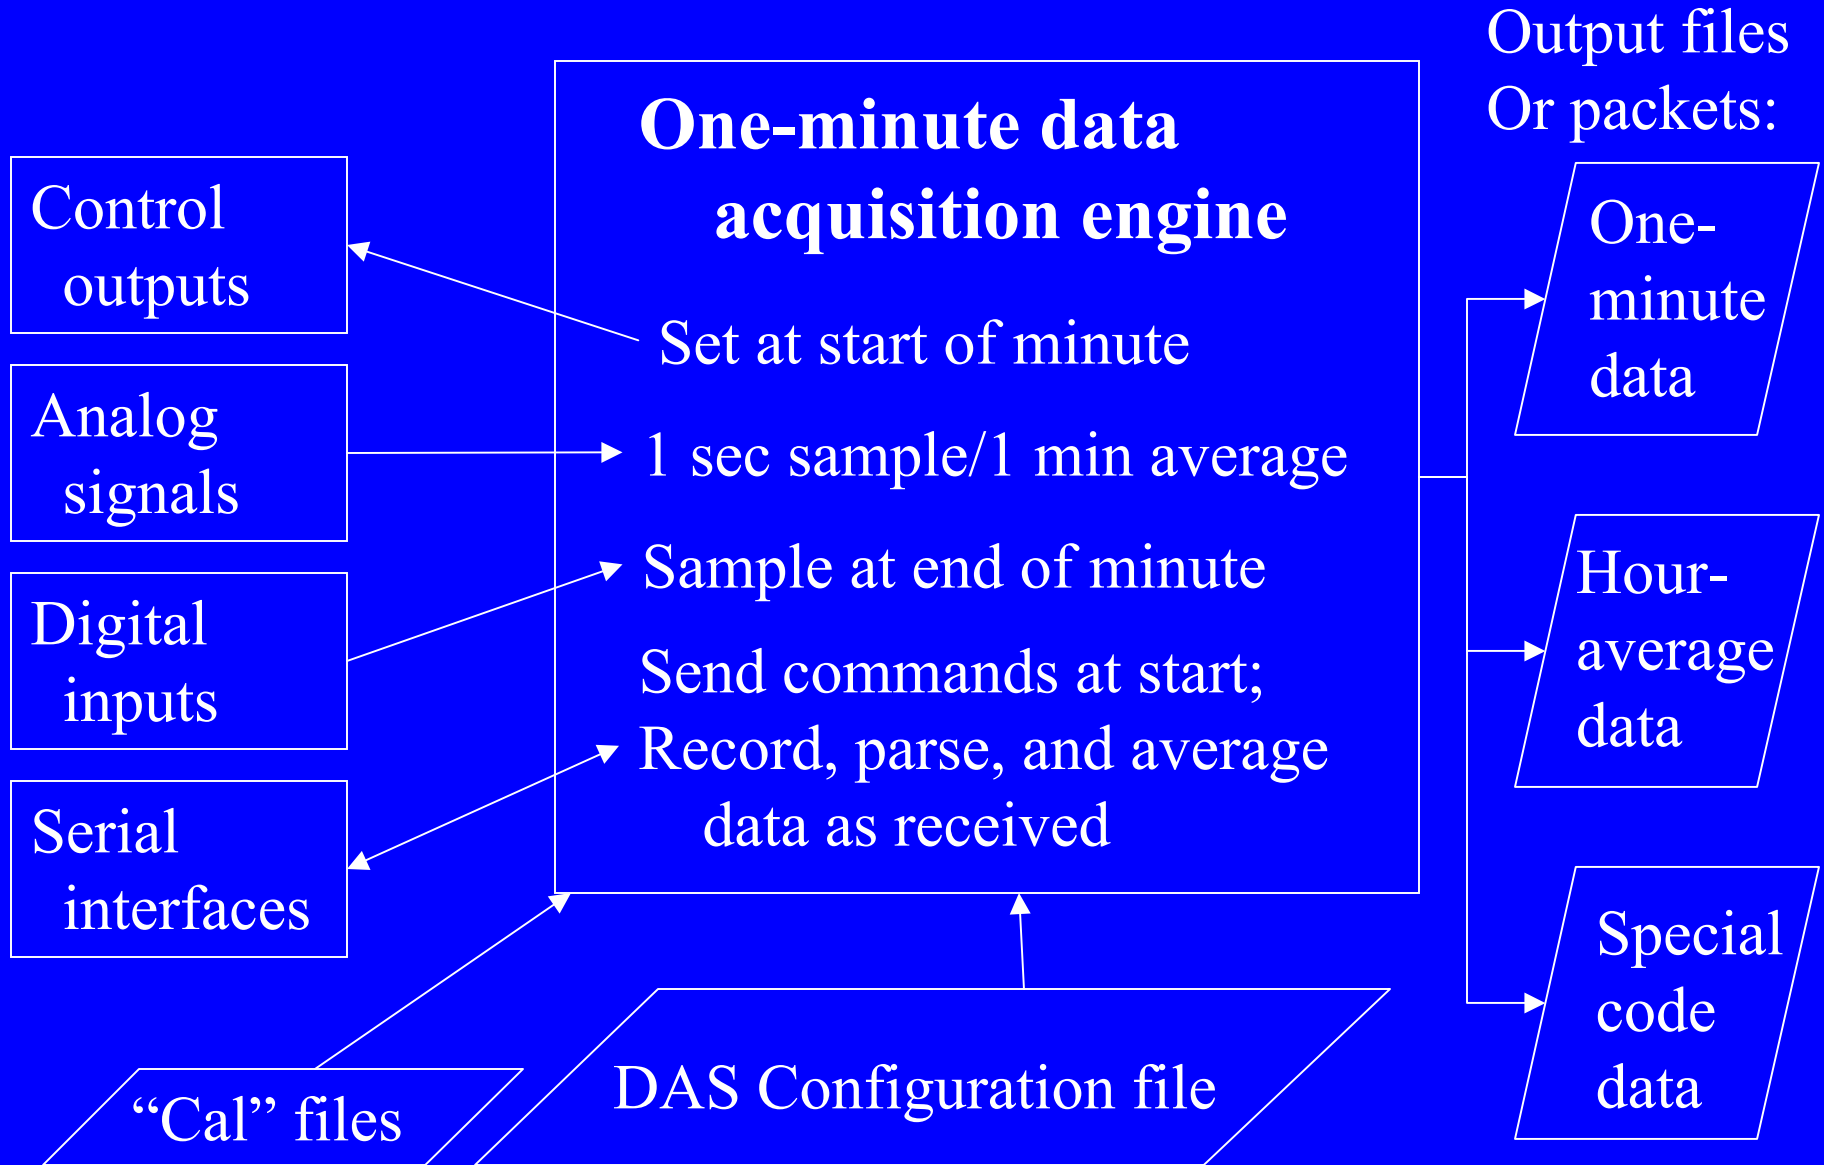 Output files
Or packets:
One-minute data
acquisition engine
Control
outputs
Set at start of minute
Analog
signals
1 sec sample/1 min average
Digital
inputs
Sample at end of minute
Serial
interfaces
Send commands at start;
Record, parse, and average
data as received
One-
minute
data
Hour-
average
data
Special
code
data
“Cal” files
DAS Configuration file